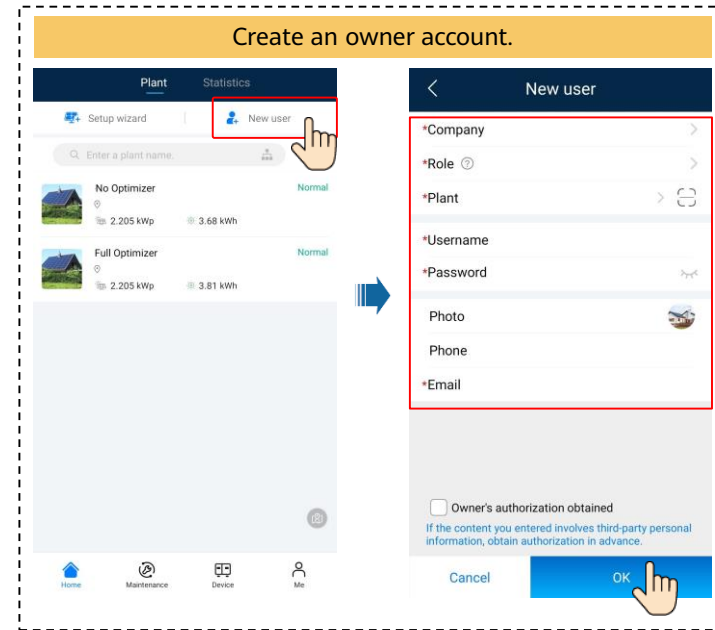 Create an owner account.
Plant Statistics
Setup wizard New user
Enter a plant name.
No Optimizer Normal
2.205 kWp 3.68 kWh
Full Optimizer Normal
2.205 kWp 3.81 kWh
Home Maintenance Device Me
New user
*Company
*Role ?
*Plant
*Username
*Password
Photo
Phone
*Email
Owner's authorization obtained
If the content you entered involves third-party personal
information, obtain authorization in advance.
Cancel OK